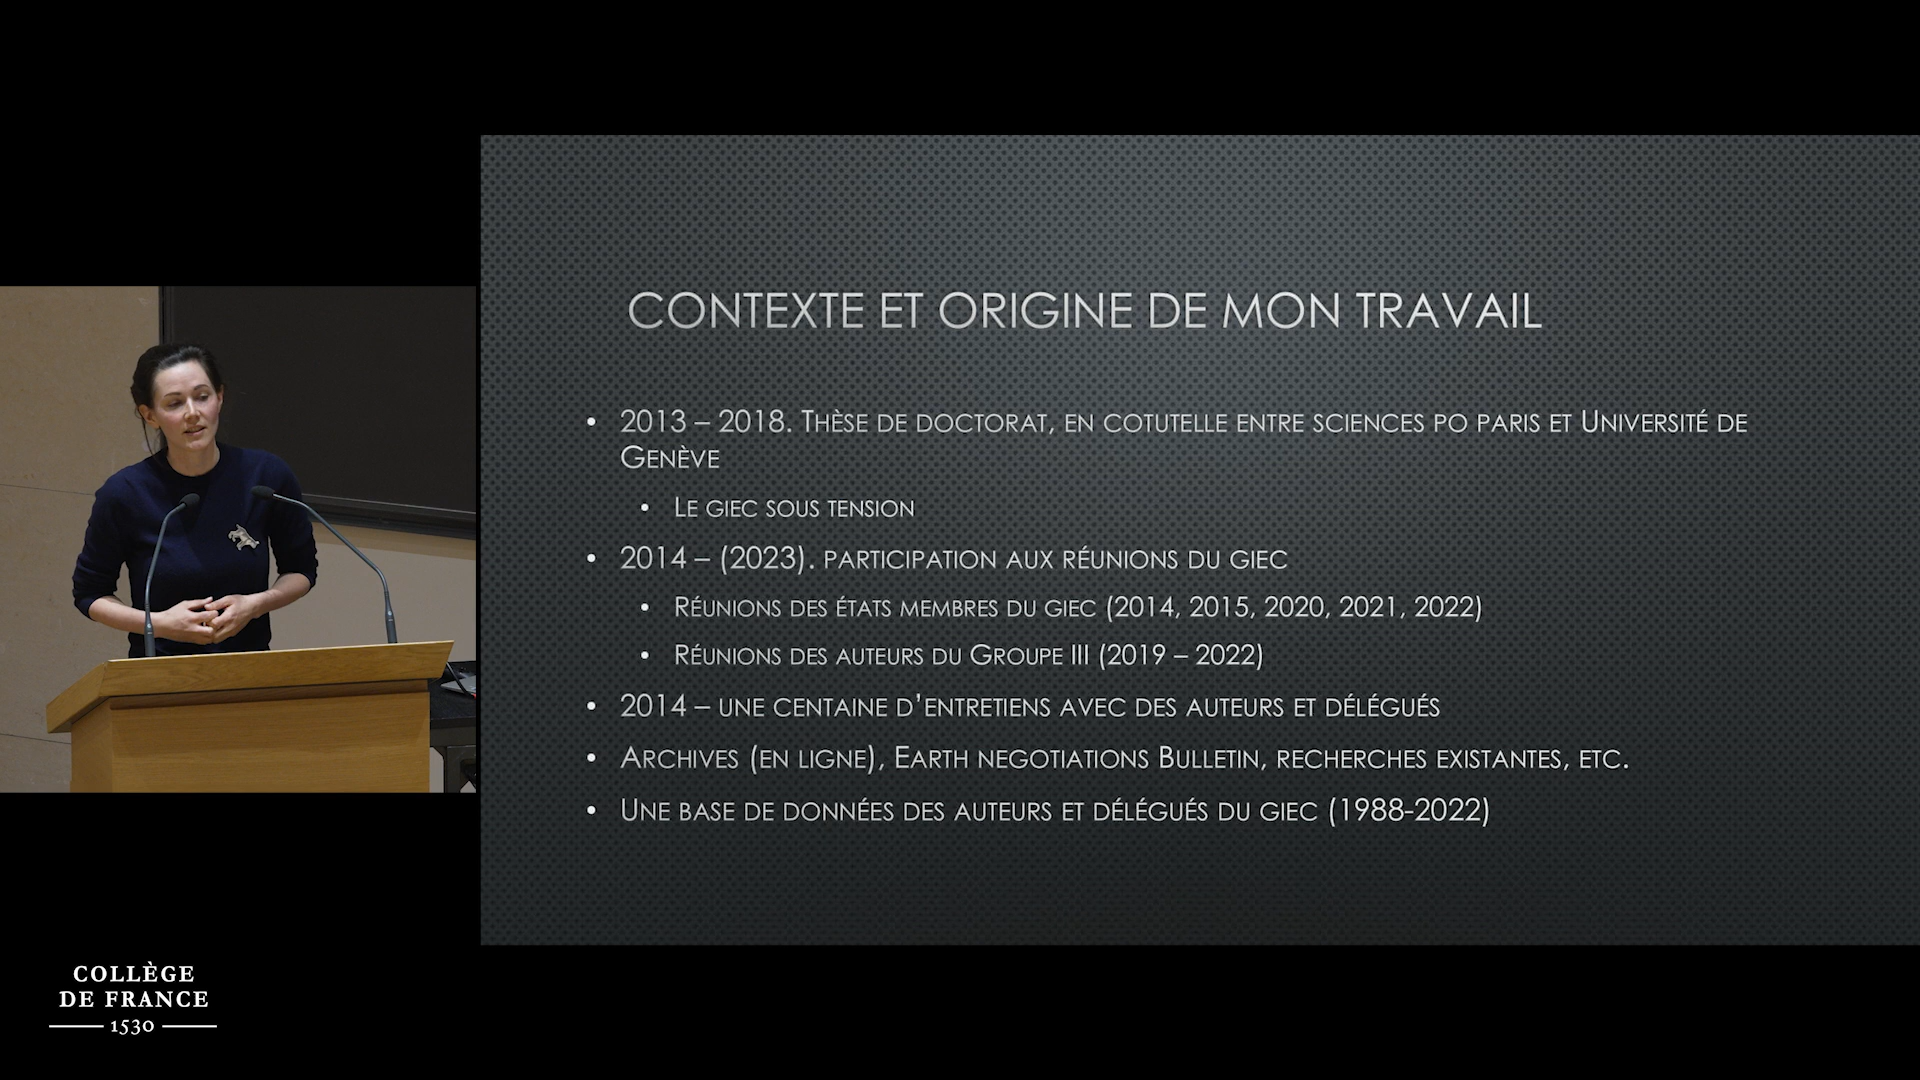 CONTEXTE ET ORIGINE DE MON TRAVAIL
• 2013 – 2018. THÈSE DE DOCTORAT, EN COTUTELLE ENTRE SCIENCES PO PARIS ET UNIVERSITÉ DE
GENÈVE
• LE GIEC SOUS TENSION
• 2014 – (2023). PARTICIPATION AUX RÉUNIONS DU GIEC
• RÉUNIONS DES ÉTATS MEMBRES DU GIEC (2014, 2015, 2020, 2021, 2022)
• RÉUNIONS DES AUTEURS DU GROUPE III (2019 – 2022)
• 2014 – UNE CENTAINE D’ENTRETIENS AVEC DES AUTEURS ET DÉLÉGUÉS
• ARCHIVES (EN LIGNE), EARTH NEGOTIATIONS BULLETIN, RECHERCHES EXISTANTES, ETC.
• UNE BASE DE DONNÉES DES AUTEURS ET DÉLÉGUÉS DU GIEC (1988-2022)
COLLÈGE
DE FRANCE
1530